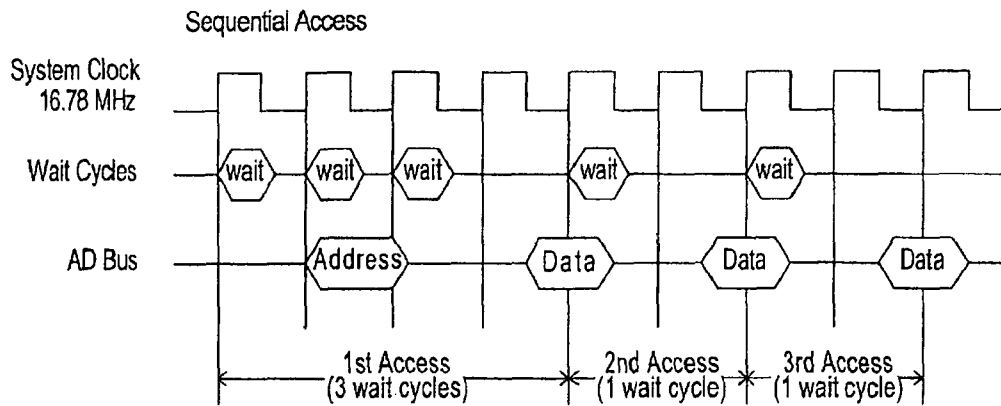 Sequential Access
System Clock
16.78 MHz
Wait Cycles
wait wait wait wait wait
AD Bus
Address Data Data Data
1st Access
(3 wait cycles)
2nd Access
(1 wait cycle)
3rd Access
(1 wait cycle)